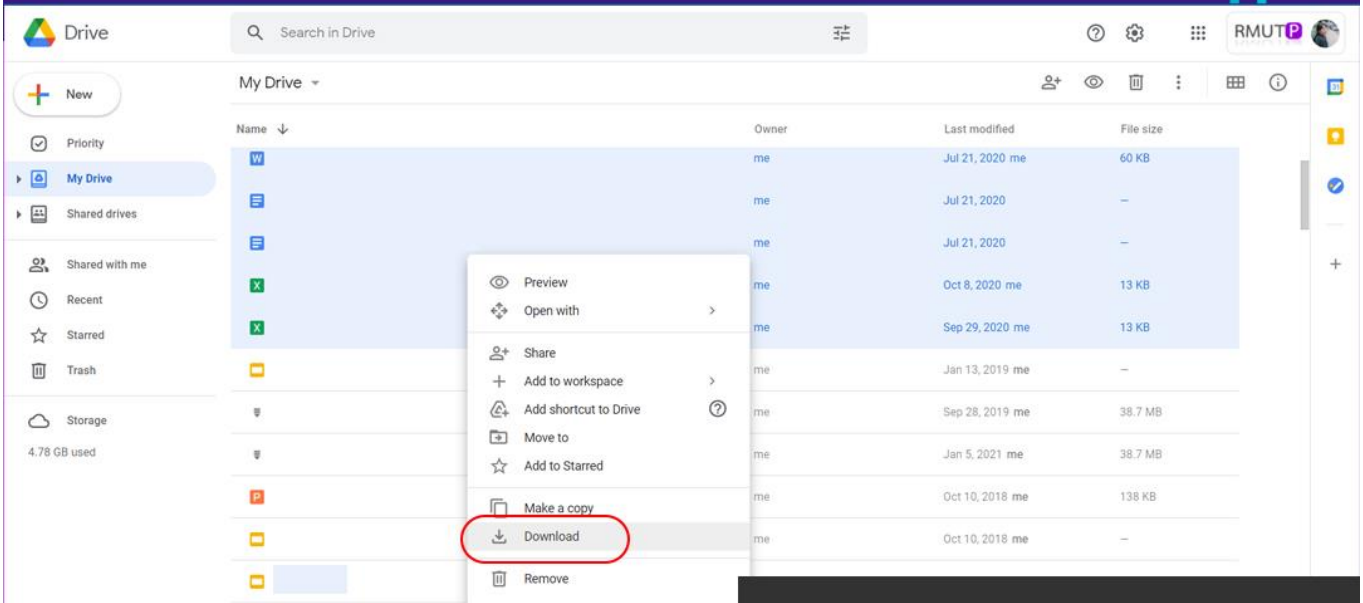 Drive
Search in Drive
RMUTP
New
My Drive
Name Owner Last modified File size
Priority
My Drive
Shared drives
Shared with me
Recent
Starred
Trash
Storage
4.78 GB used
W me Jul 21, 2020 me 60 KB
me Jul 21, 2020 –
me Jul 21, 2020 –
X me Oct 8, 2020 me 13 KB
X me Sep 29, 2020 me 13 KB
me Jan 13, 2019 me –
me Sep 28, 2019 me 38.7 MB
me Jan 5, 2021 me 38.7 MB
P me Oct 10, 2018 me 138 KB
me Oct 10, 2018 me –
Preview
Open with
Share
Add to workspace
Add shortcut to Drive
Move to
Add to Starred
Make a copy
Download
Remove
31